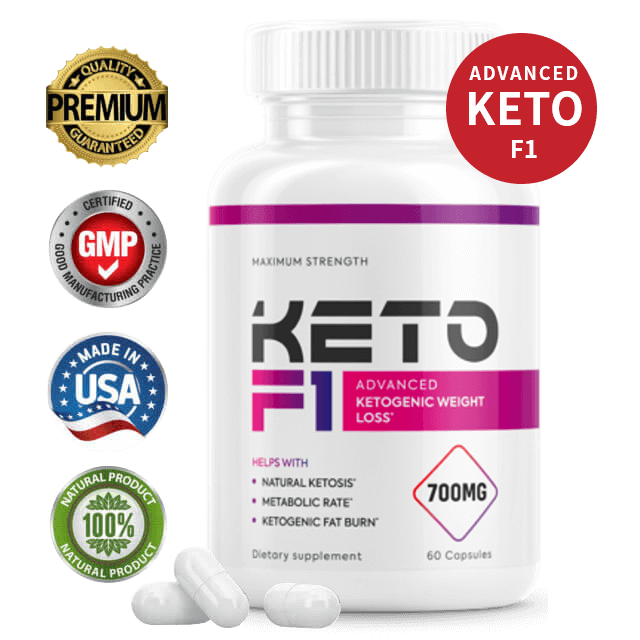 QUALITY
PREMIUM
GUARANTEED
CERTIFIED
GMP
GOOD MANUFACTURING PRACTICE
MADE IN
USA
NATURAL PRODUCT
100%
NATURAL PRODUCT
ADVANCED
KETO
F1
MAXIMUM STRENGTH
KETO
F1
ADVANCED
KETOGENIC WEIGHT
LOSS*
HELPS WITH
• NATURAL KETOSIS*
• METABOLIC RATE*
• KETOGENIC FAT BURN*
700MG
Dietary supplement
60 Capsules